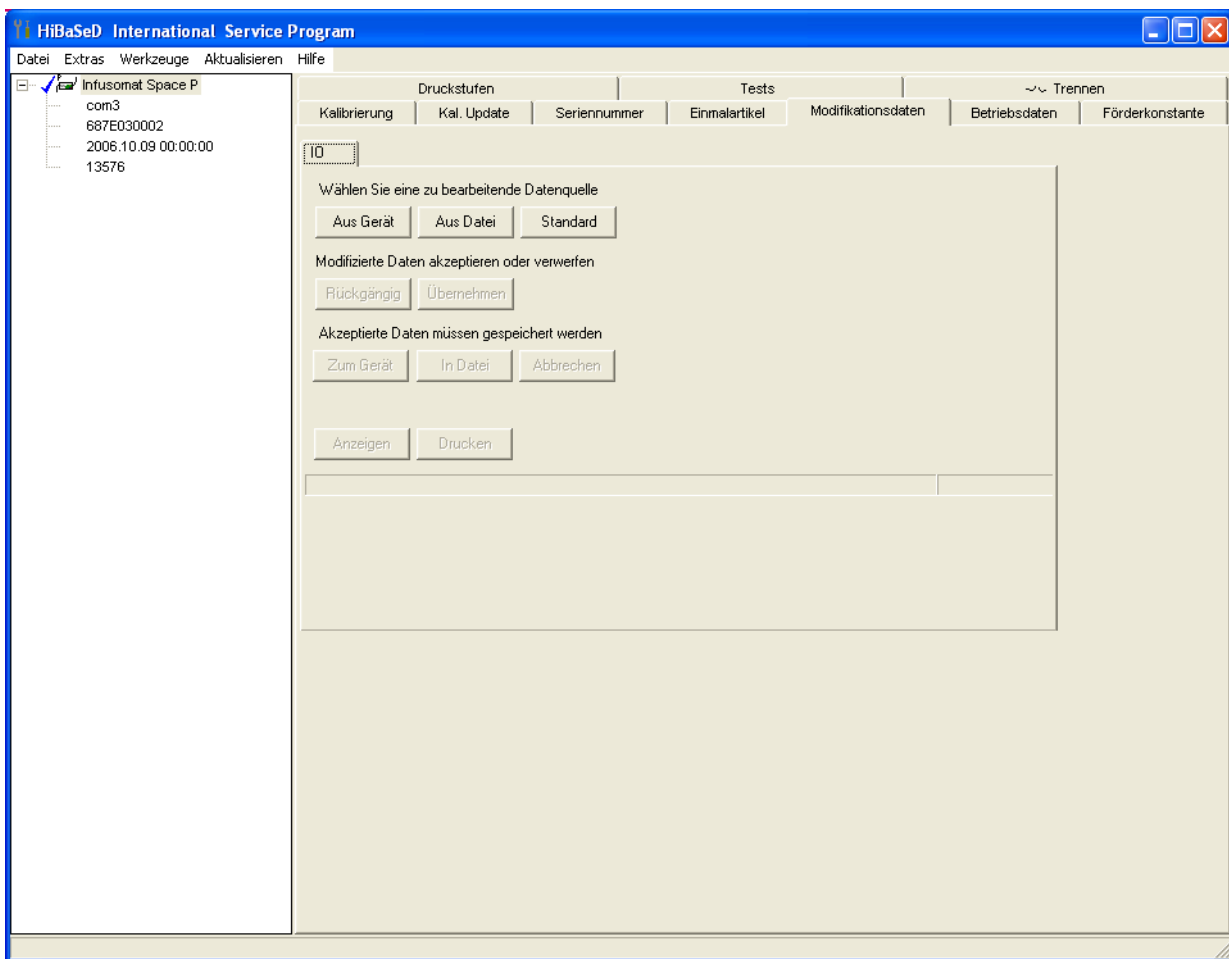 HiBaSeD International Service Program
Datei Extras Werkzeuge Aktualisieren Hilfe
Infusomat Space P
com3
687E030002
2006.10.09 00:00:00
13576
Druckstufen Tests Trennen
Kalibrierung Kal. Update Seriennummer Einmalartikel Modifikationsdaten Betriebsdaten Förderkonstante
IO
Wählen Sie eine zu bearbeitende Datenquelle
Aus Gerät Aus Datei Standard
Modifizierte Daten akzeptieren oder verwerfen
Rückgängig Übernehmen
Akzeptierte Daten müssen gespeichert werden
Zum Gerät In Datei Abbrechen
Anzeigen Drucken